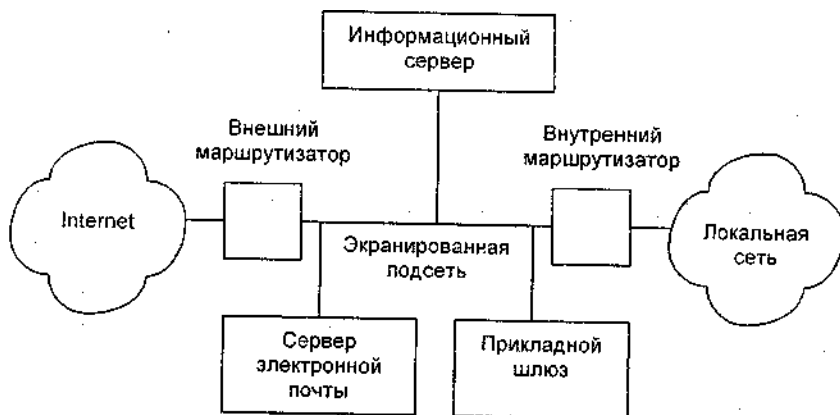 Информационный
сервер
Внешний
маршрутизатор
Внутренний
маршрутизатор
Internet
Экранированная
подсеть
Локальная
сеть
Сервер
электронной
почты
Прикладной
шлюз